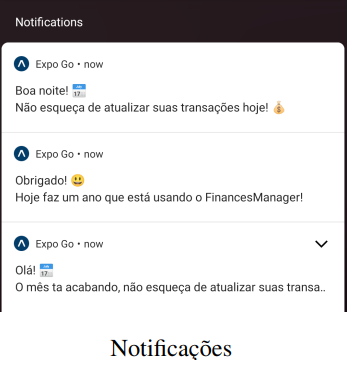 Notifications
Expo Go • now
Boa noite! 📅
Não esqueça de atualizar suas transações hoje! 💰
Expo Go • now
Obrigado! 😃
Hoje faz um ano que está usando o FinancesManager!
Expo Go • now
Olá! 📅
O mês ta acabando, não esqueça de atualizar suas transa..
Notificações